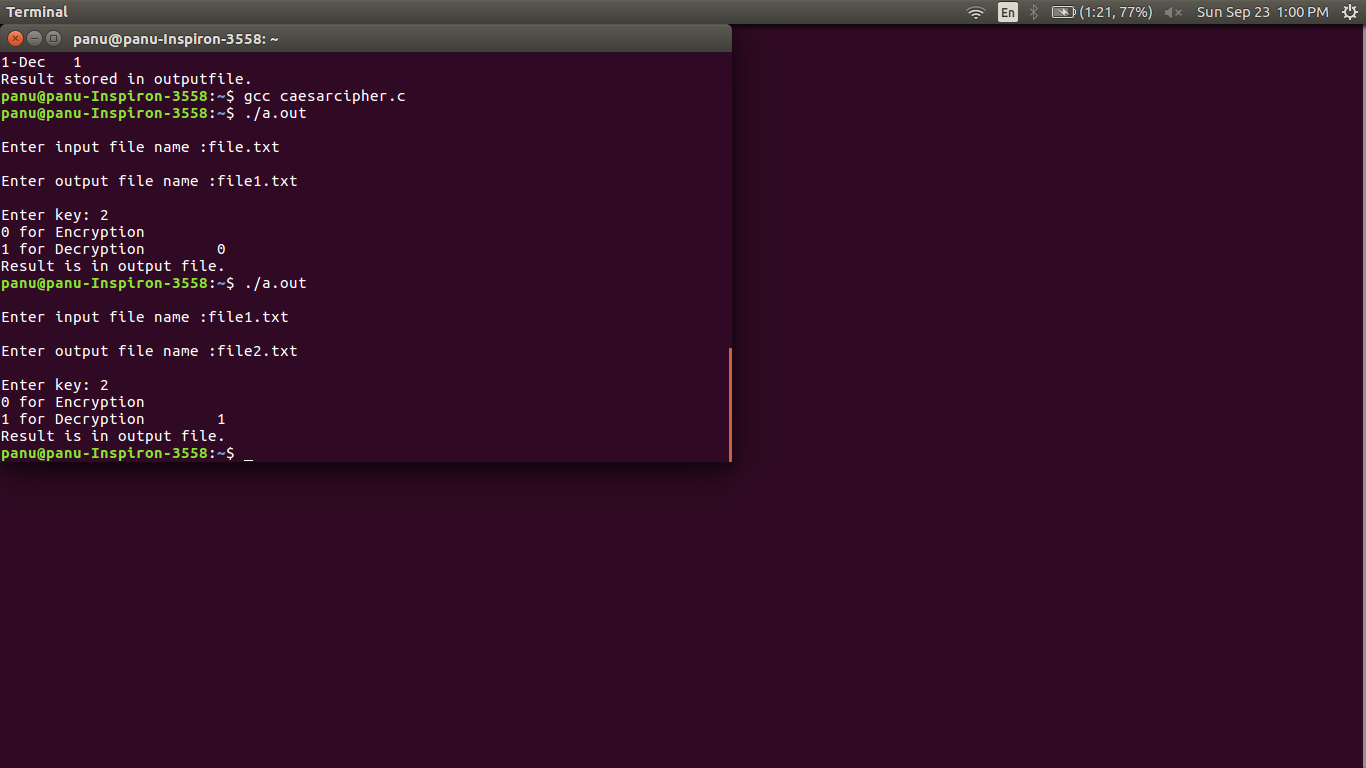 Terminal
En
(1:21, 77%)
Sun Sep 23 1:00 PM
panu@panu-Inspiron-3558: ~
1-Dec   1
Result stored in outputfile.
panu@panu-Inspiron-3558:~$ gcc caesarcipher.c
panu@panu-Inspiron-3558:~$ ./a.out
Enter input file name :file.txt
Enter output file name :file1.txt
Enter key: 2
0 for Encryption
1 for Decryption        0
Result is in output file.
panu@panu-Inspiron-3558:~$ ./a.out
Enter input file name :file1.txt
Enter output file name :file2.txt
Enter key: 2
0 for Encryption
1 for Decryption        1
Result is in output file.
panu@panu-Inspiron-3558:~$ _